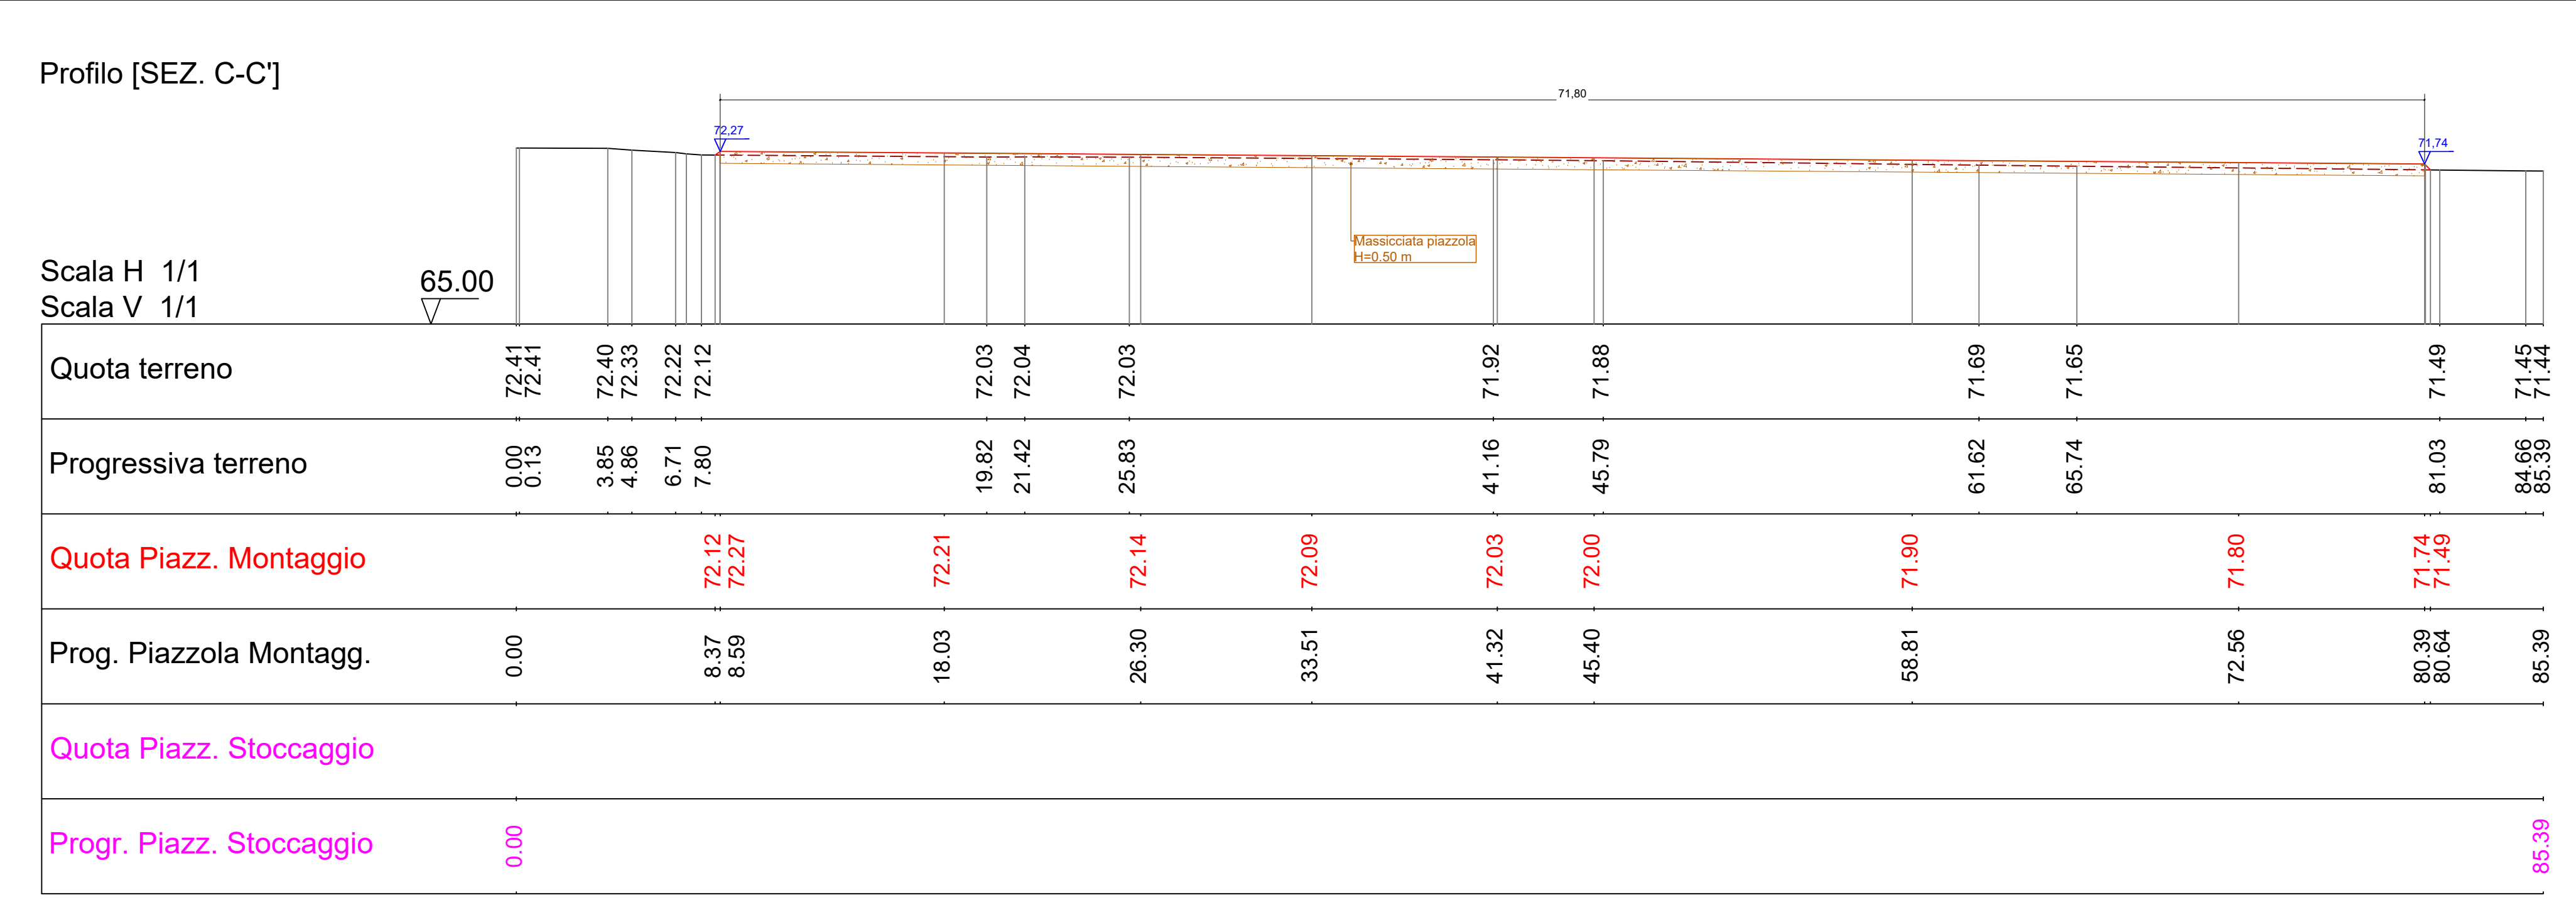 Profilo [SEZ. C-C']
71,80
72,27
71,74
Massicciata piazzola
H=0.50 m
Scala H 1/1
Scala V 1/1
65.00
Quota terreno 72.41 72.41 72.40 72.33 72.22 72.12 72.03 72.04 72.03 71.92 71.88 71.69 71.65 71.49 71.45 71.44
Progressiva terreno 0.00 0.13 3.85 4.86 6.71 7.80 19.82 21.42 25.83 41.16 45.79 61.62 65.74 81.03 84.66 85.39
Quota Piazz. Montaggio 72.12 72.27 72.21 72.14 72.09 72.03 72.00 71.90 71.80 71.74 71.49
Prog. Piazzola Montagg. 0.00 8.37 8.59 18.03 26.30 33.51 41.32 45.40 58.81 72.56 80.39 80.64 85.39
Quota Piazz. Stoccaggio
Progr. Piazz. Stoccaggio 0.00 85.39